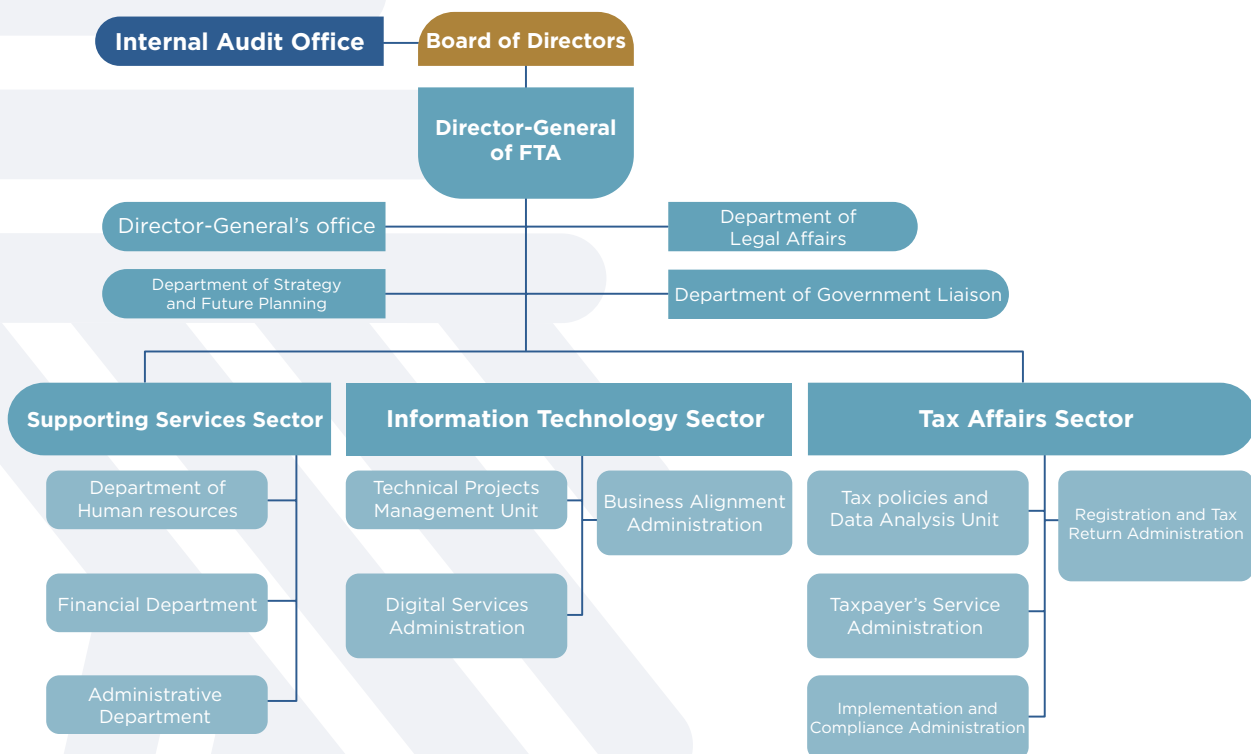 Internal Audit Office
Board of Directors
Director-General
of FTA
Director-General's office
Department of
Legal Affairs
Department of Strategy
and Future Planning
Department of Government Liaison
Supporting Services Sector
Information Technology Sector
Tax Affairs Sector
Department of
Human resources
Technical Projects
Management Unit
Business Alignment
Administration
Tax policies and
Data Analysis Unit
Registration and Tax
Return Administration
Financial Department
Digital Services
Administration
Taxpayer's Service
Administration
Administrative
Department
Implementation and
Compliance Administration